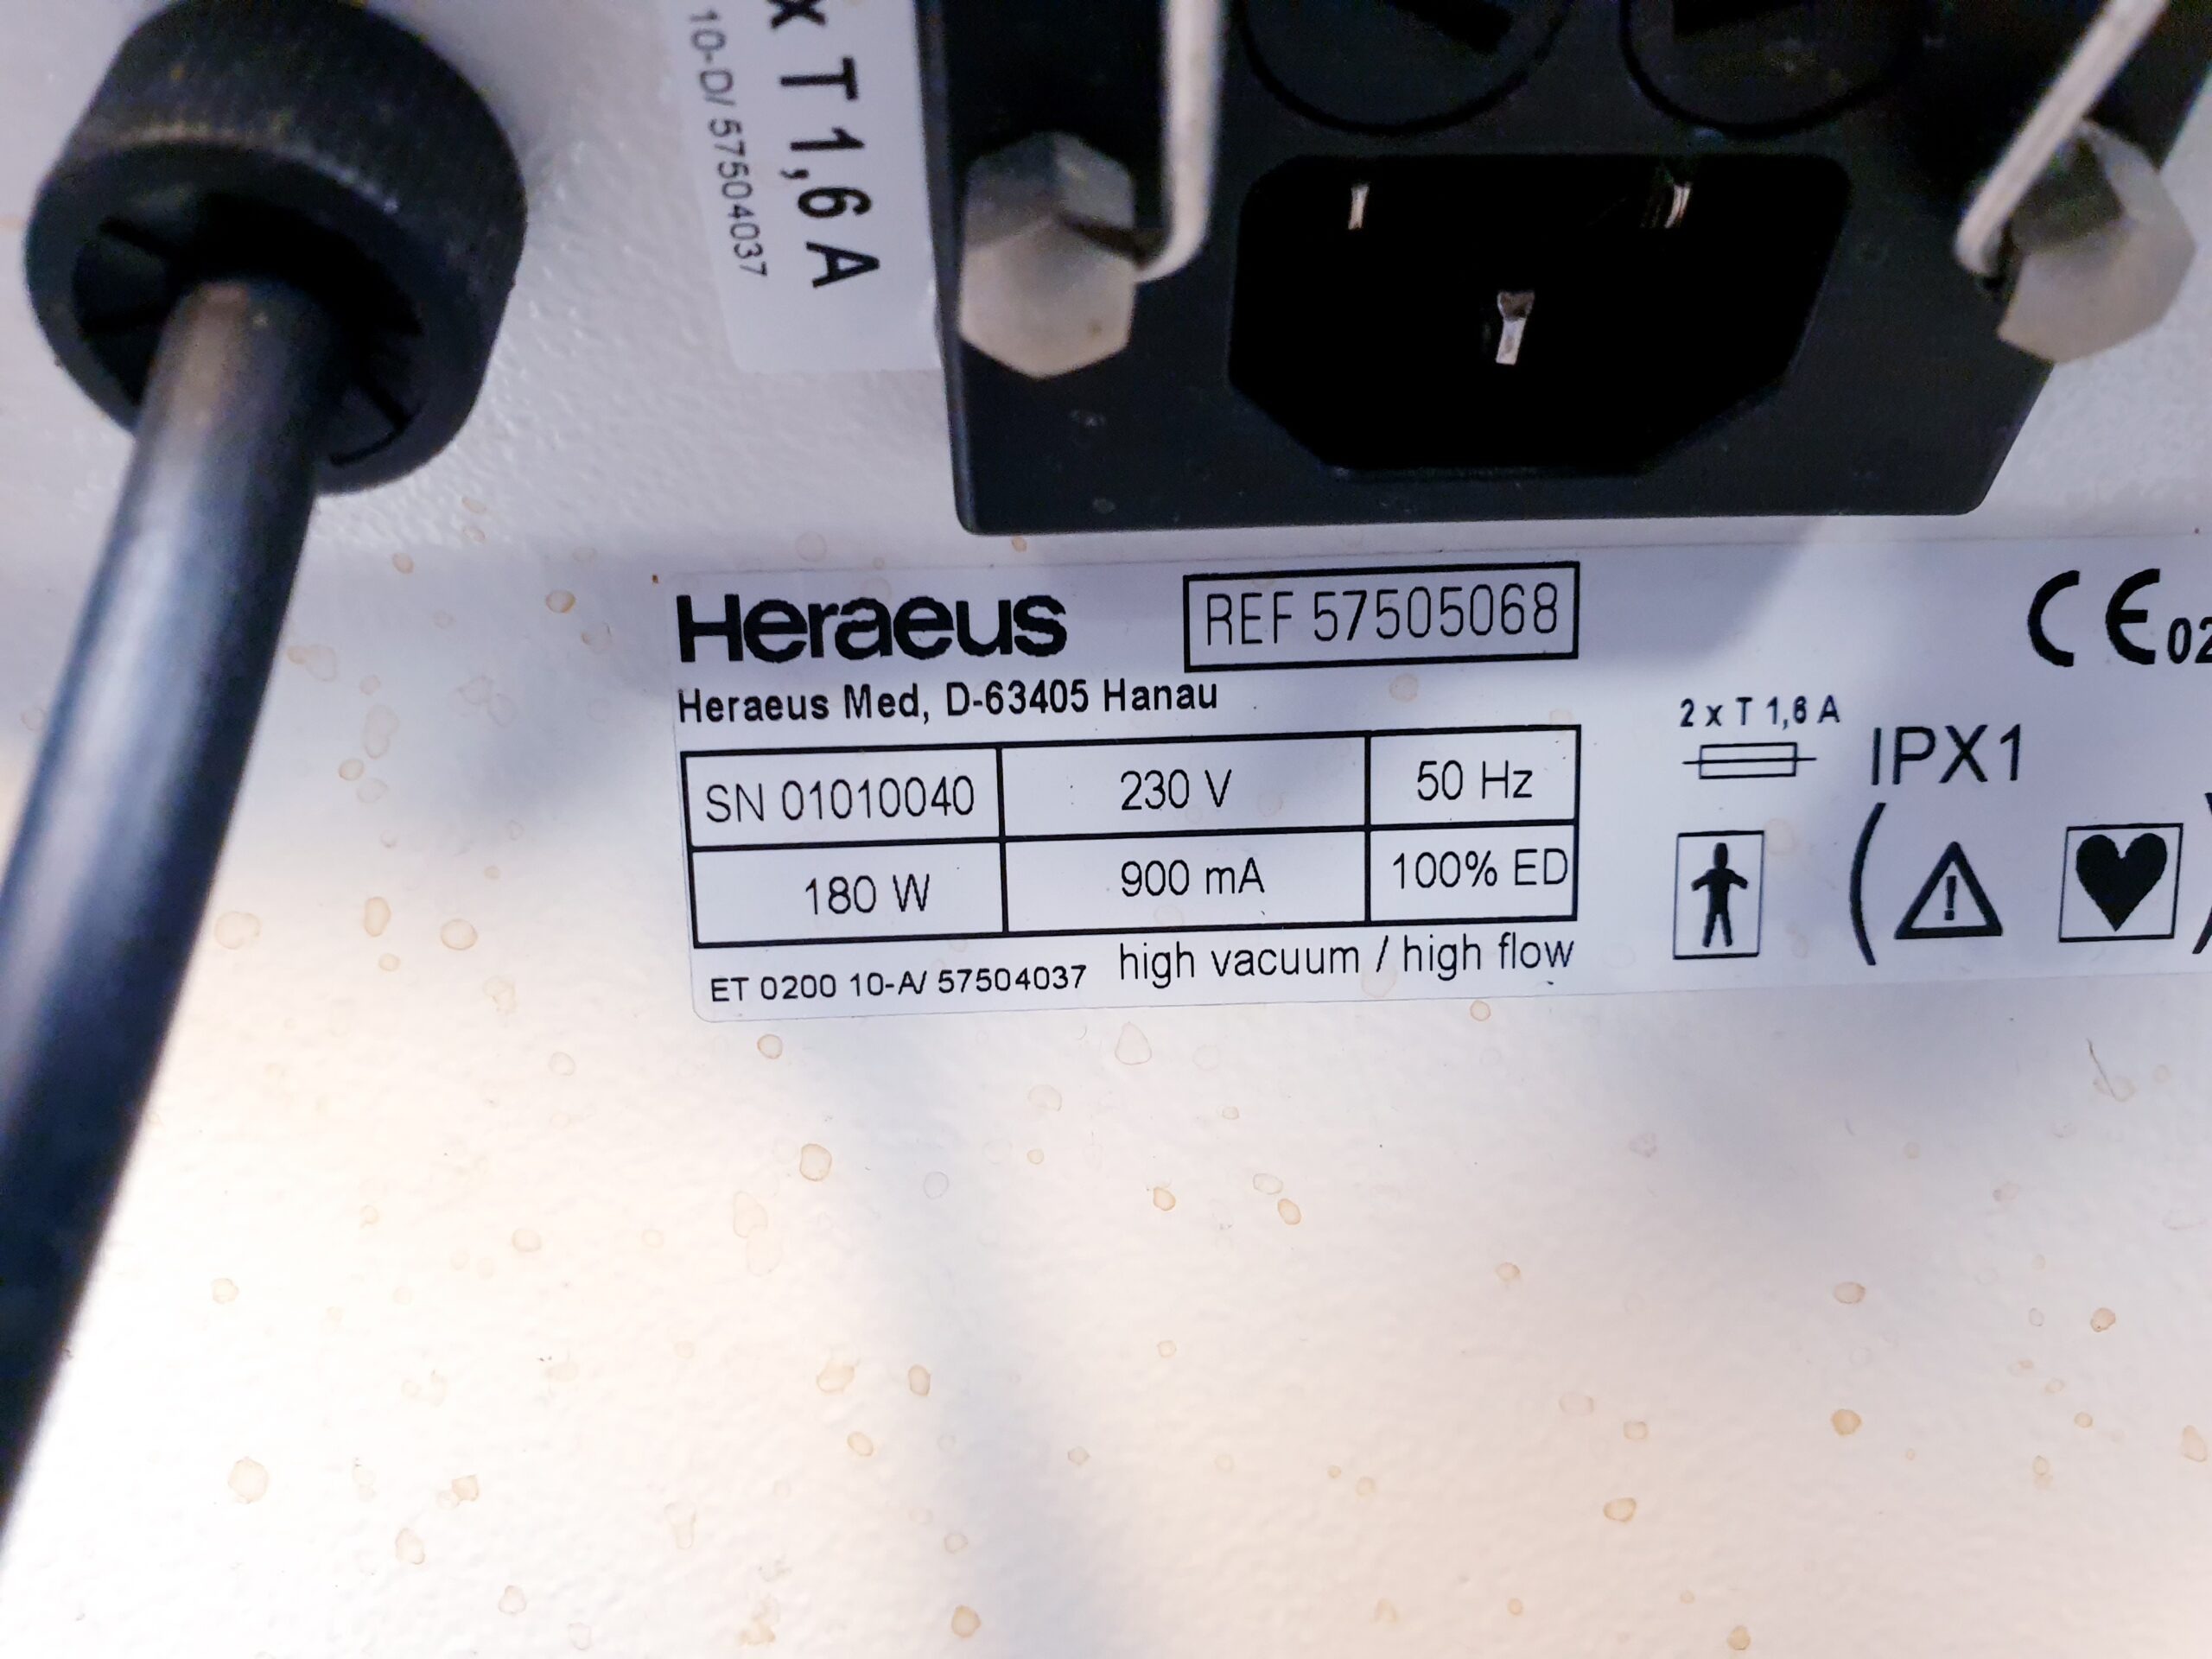 x T 1,6 A
10-D/ 57504037
Heraeus
REF 57505068
CE 02
Heraeus Med, D-63405 Hanau
SN 01010040 230 V 50 Hz
180 W 900 mA 100% ED
2 x T 1,6 A
IPX1
ET 0200 10-A/ 57504037 high vacuum / high flow